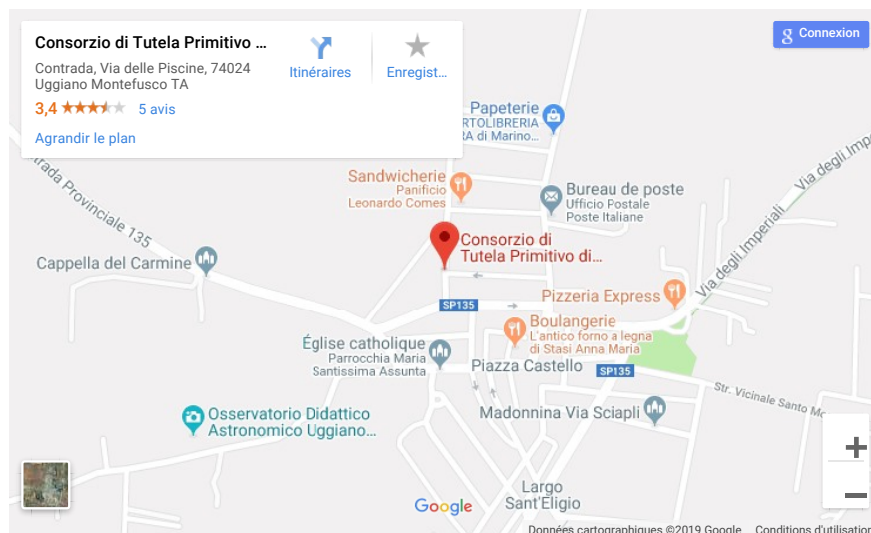 Consorzio di Tutela Primitivo ...
Contrada, Via delle Piscine, 74024
Uggiano Montefusco TA
3,4
5 avis
Agrandir le plan
Itinéraires
Enregist...
g Connexion
Papeterie
RTOLIBRERIA
RA di Marino...
Sandwicherie
Panificio
Leonardo Comes
Bureau de poste
Ufficio Postale
Poste Italiane
Via degli Imperiali
Via degli Impe
trada Provinciale 135
Consorzio di
Tutela Primitivo di...
Cappella del Carmine
Pizzeria Express
SP135
Boulangerie
L'antico forno a legna
di Stasi Anna Maria
Église catholique
Parrocchia Maria
Santissima Assunta
Piazza Castello
SP135
Str. Vicinale Santo Mo
Osservatorio Didattico
Astronomico Uggiano...
Madonnina Via Sciapli
Largo
Sant'Eligio
Google
Données cartographiques ©2019 Google
Conditions d'utilisation